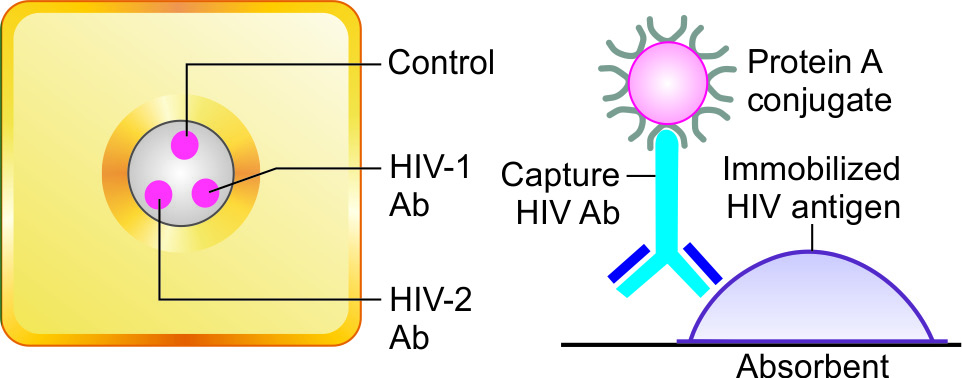 Control
HIV-1
Ab
HIV-2
Ab
Protein A
conjugate
Capture
HIV Ab
Immobilized
HIV antigen
Absorbent